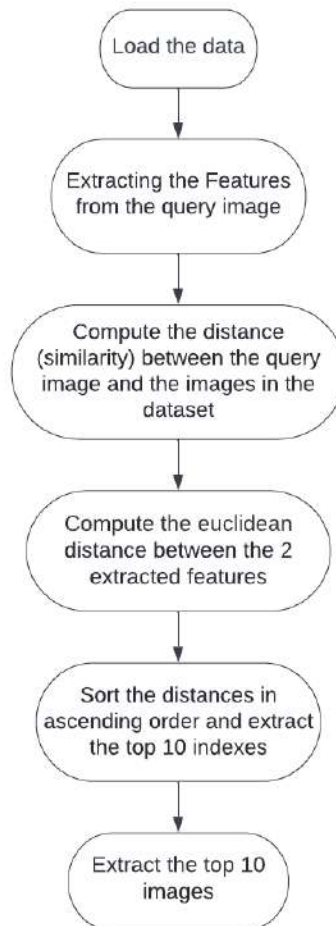 Load the data
Extracting the Features
from the query image
Compute the distance
(similarity) between the query
image and the images in the
dataset
Compute the euclidean
distance between the 2
extracted features
Sort the distances in
ascending order and extract
the top 10 indexes
Extract the top 10
images